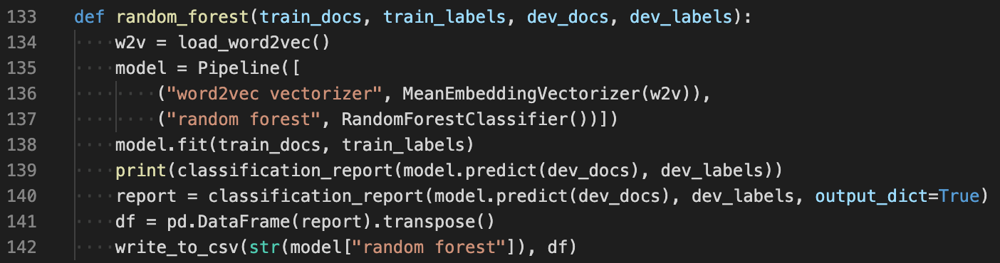 133 def random_forest(train_docs, train_labels, dev_docs, dev_labels):
134 w2v = load_word2vec()
135 model = Pipeline([
136 ("word2vec vectorizer", MeanEmbeddingVectorizer(w2v)),
137 ("random forest", RandomForestClassifier())])
138 model.fit(train_docs, train_labels)
139 print(classification_report(model.predict(dev_docs), dev_labels))
140 report = classification_report(model.predict(dev_docs), dev_labels, output_dict=True)
141 df = pd.DataFrame(report).transpose()
142 write_to_csv(str(model["random forest"]), df)